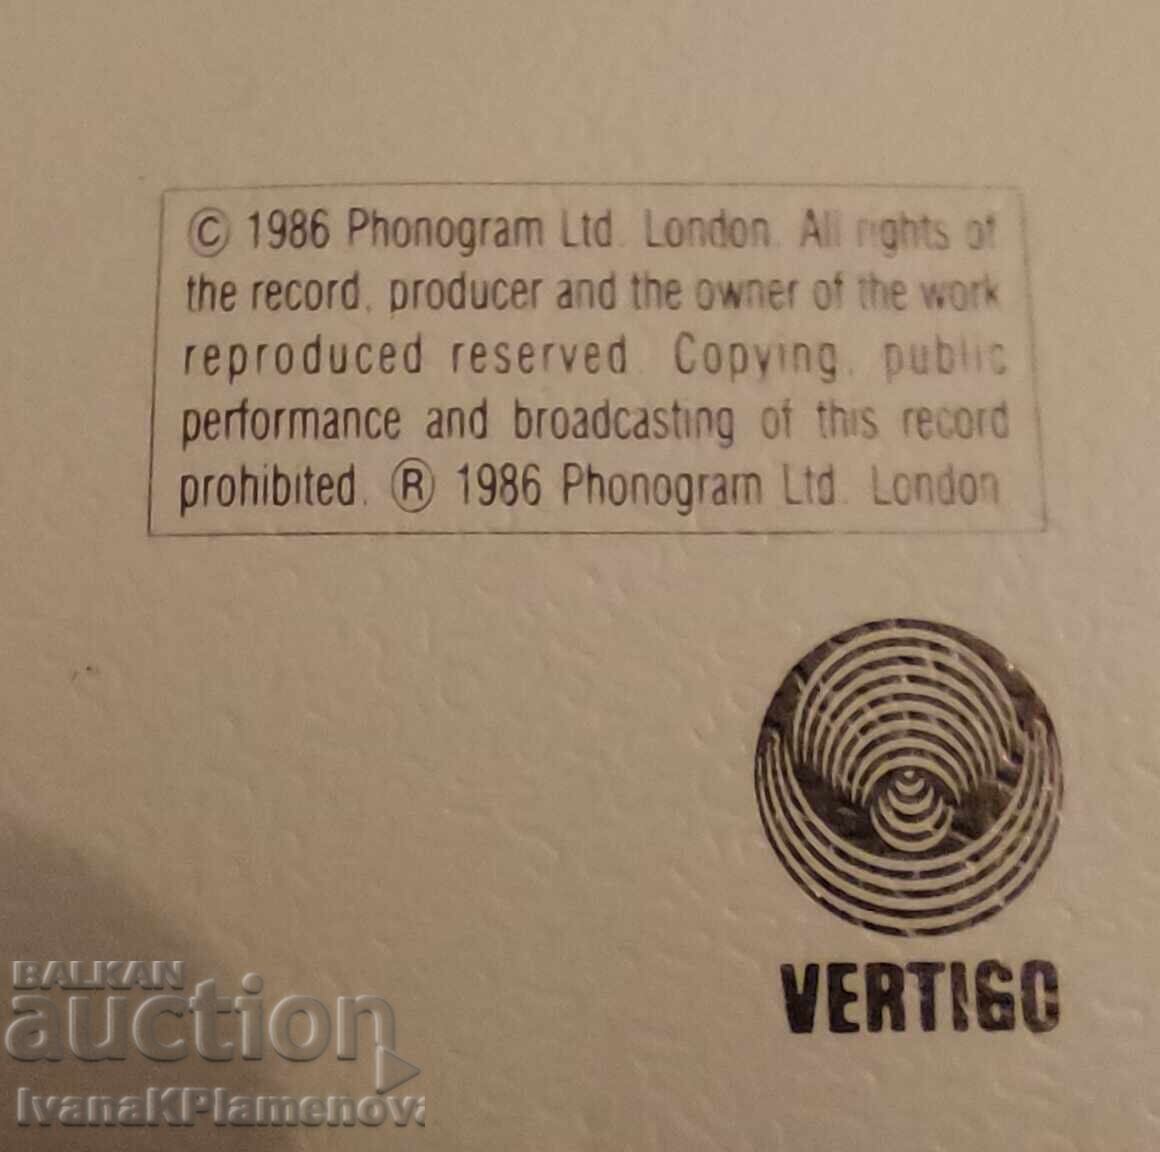 © 1986 Phonogram Ltd. London. All rights of
the record, producer and the owner of the work
reproduced reserved. Copying, public
performance and broadcasting of this record
prohibited. Ⓡ 1986 Phonogram Ltd. London
VERTIGO
BALKAN
auction
IvanaKPlamenova